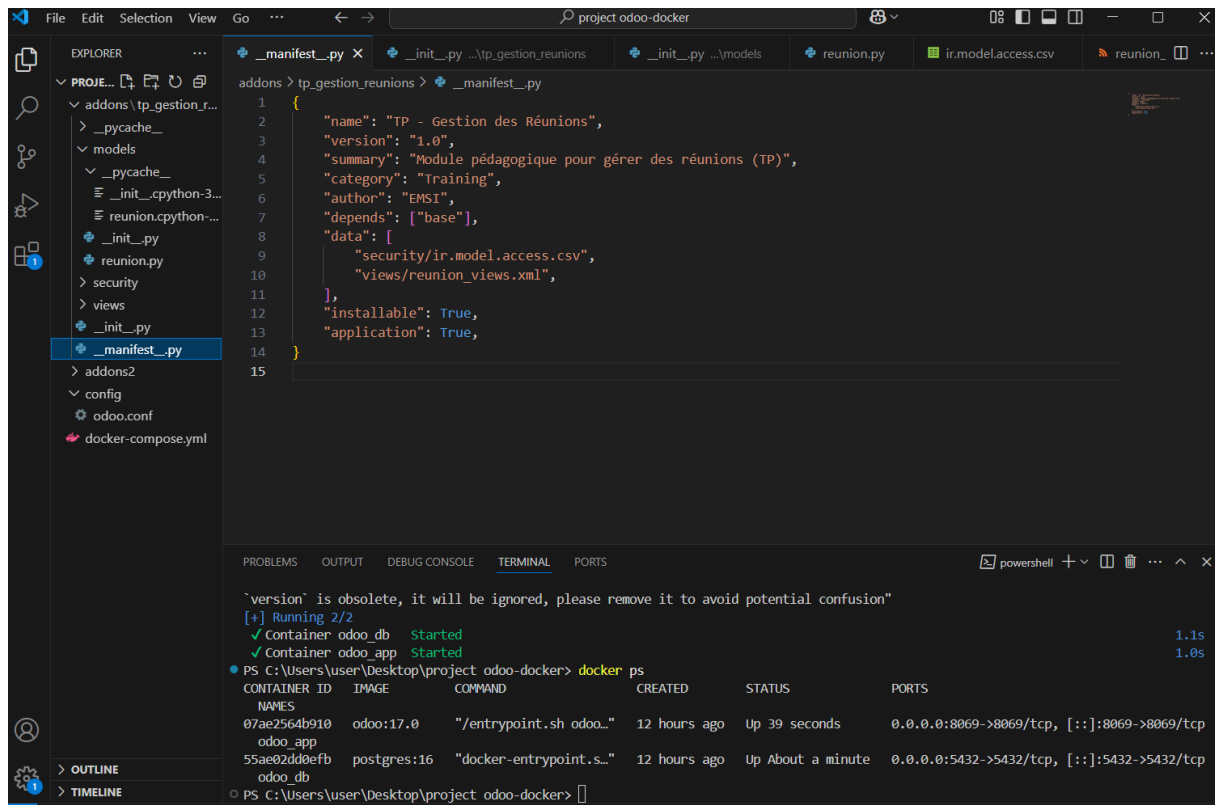 File Edit Selection View Go ··· project odoo-docker
EXPLORER ···
PROJE...
addons\tp_gestion_r...
__pycache__
models
__pycache__
__init__.cpython-3...
reunion.cpython-...
__init__.py
reunion.py
security
views
__init__.py
__manifest__.py
addons2
config
odoo.conf
docker-compose.yml
OUTLINE
TIMELINE
1
1
__manifest__.py __init__.py ...\tp_gestion_reunions __init__.py ...\models reunion.py ir.model.access.csv reunion_ ···
addons > tp_gestion_reunions > __manifest__.py
1 {
2 "name": "TP - Gestion des Réunions",
3 "version": "1.0",
4 "summary": "Module pédagogique pour gérer des réunions (TP)",
5 "category": "Training",
6 "author": "EMSI",
7 "depends": ["base"],
8 "data": [
9 "security/ir.model.access.csv",
10 "views/reunion_views.xml",
11 ],
12 "installable": True,
13 "application": True,
14 }
15
PROBLEMS OUTPUT DEBUG CONSOLE TERMINAL PORTS powershell ···
`version` is obsolete, it will be ignored, please remove it to avoid potential confusion"
[+] Running 2/2
✓ Container odoo_db Started 1.1s
✓ Container odoo_app Started 1.0s
PS C:\Users\user\Desktop\project odoo-docker> docker ps
CONTAINER ID IMAGE COMMAND CREATED STATUS PORTS
NAMES
07ae2564b910 odoo:17.0 "/entrypoint.sh odoo…" 12 hours ago Up 39 seconds 0.0.0.0:8069->8069/tcp, [::]:8069->8069/tcp
odoo_app
55ae02dd0efb postgres:16 "docker-entrypoint.s…" 12 hours ago Up About a minute 0.0.0.0:5432->5432/tcp, [::]:5432->5432/tcp
odoo_db
PS C:\Users\user\Desktop\project odoo-docker>